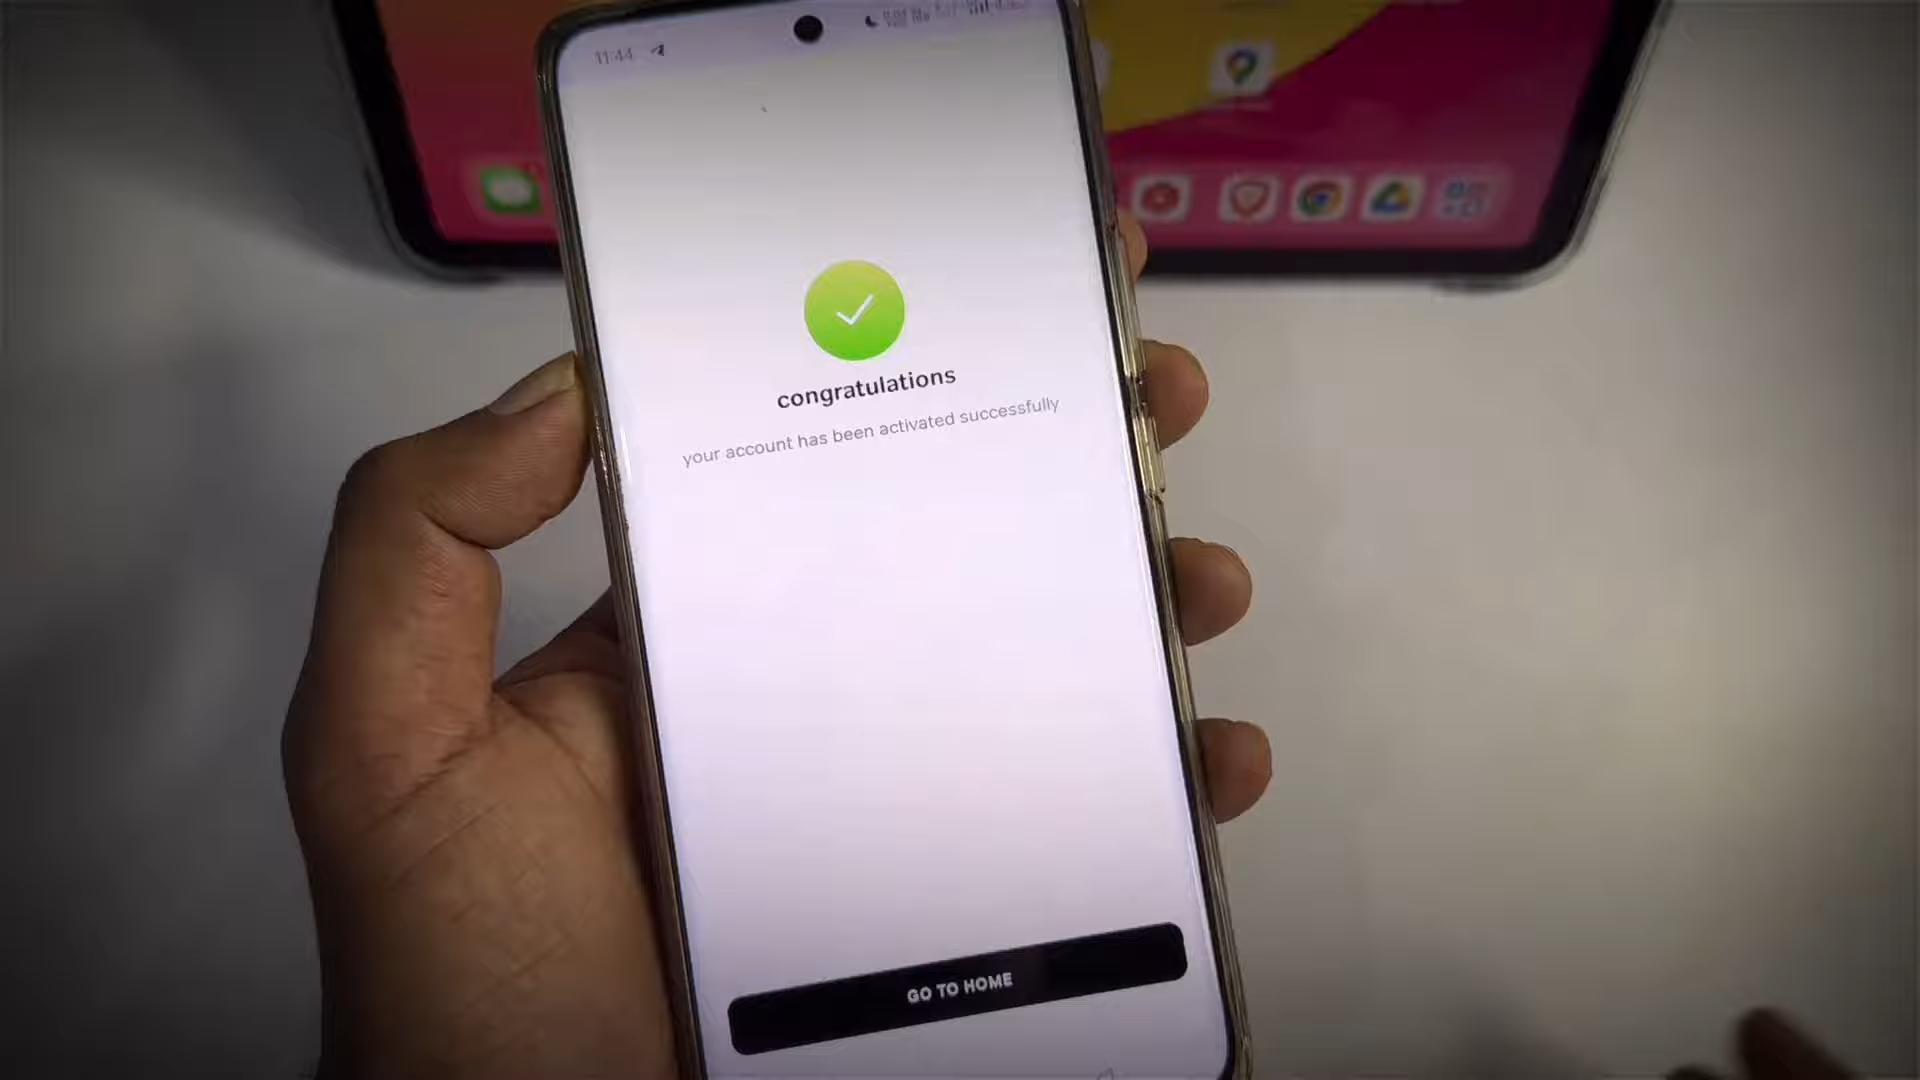 11:44
congratulations
your account has been activated successfully
GO TO HOME